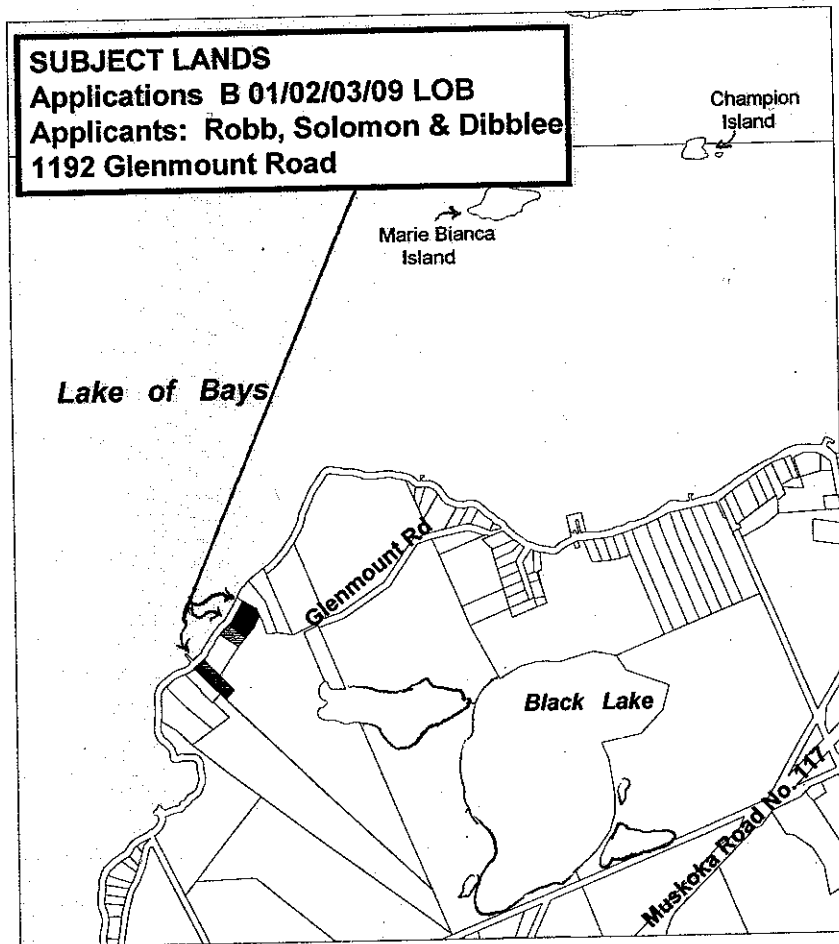 SUBJECT LANDS
Applications B 01/02/03/09 LOB
Applicants: Robb, Solomon & Dibblee
1192 Glenmount Road
Champion
Island
Marie Bianca
Island
Lake of Bays
Glenmount Rd
Black Lake
Muskoka Road No. 117